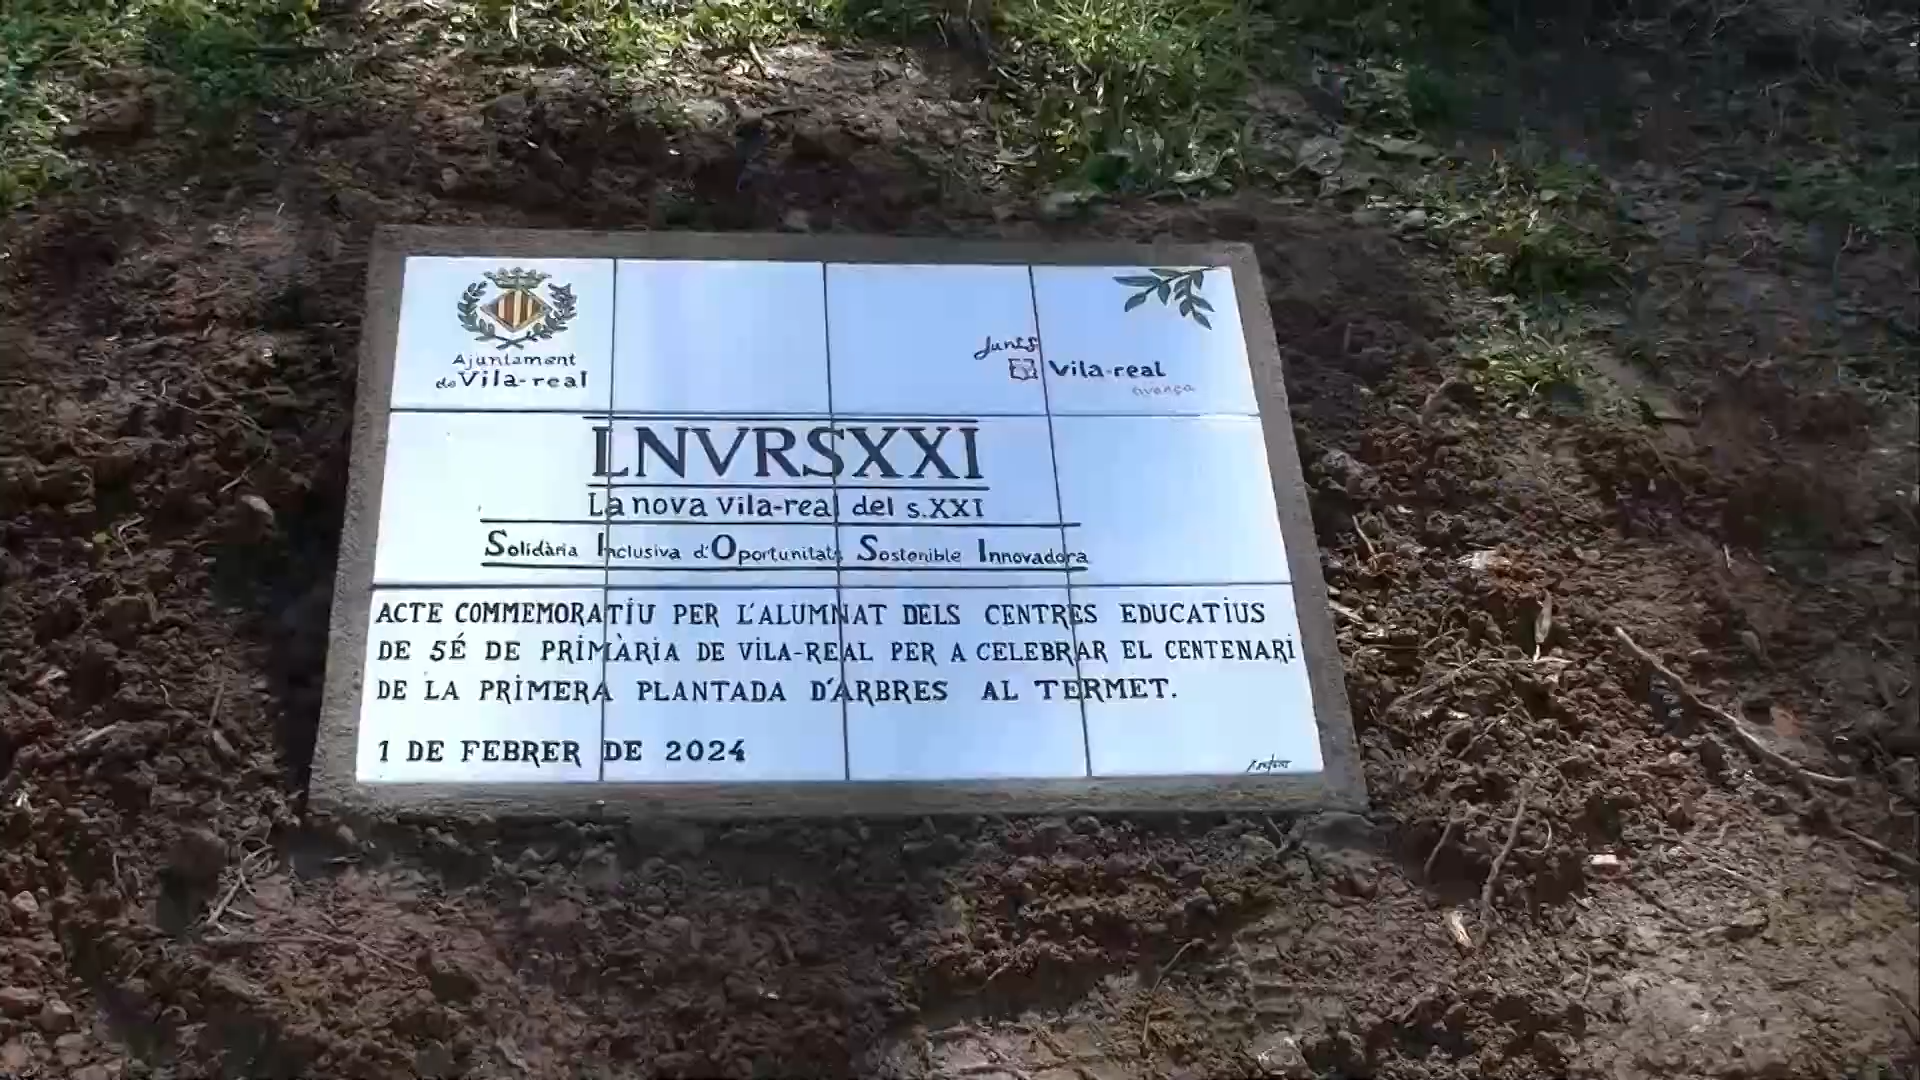 Ajuntament
de Vila-real
Junts
Vila-real
avança
LNVRSXXI
La nova Vila-real del s.XXI
Solidària Inclusiva d'Oportunitats Sostenible Innovadora
ACTE COMMEMORATIU PER L'ALUMNAT DELS CENTRES EDUCATIUS
DE 5É DE PRIMÀRIA DE VILA-REAL PER A CELEBRAR EL CENTENARI
DE LA PRIMERA PLANTADA D'ARBRES AL TERMET.
1 DE FEBRER DE 2024